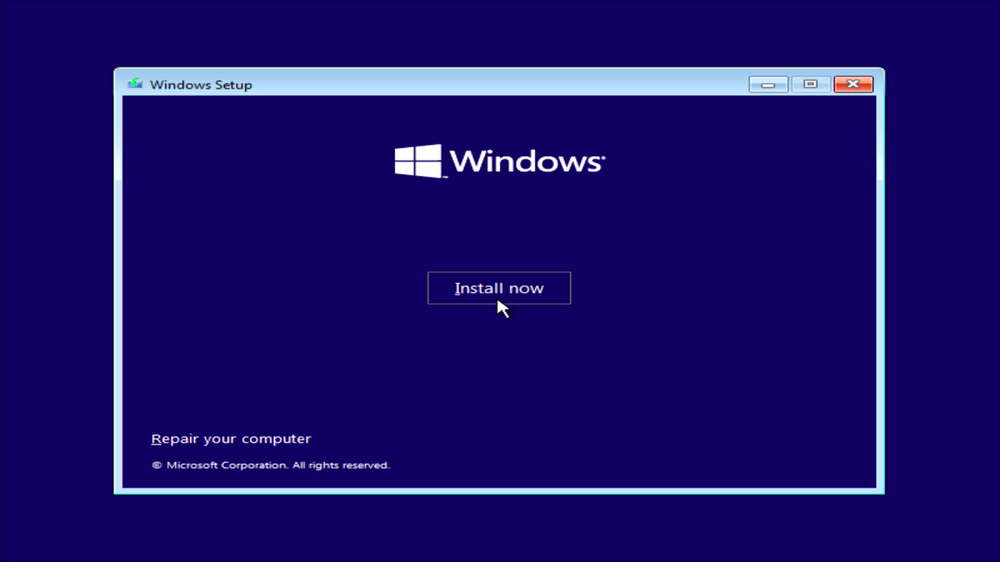 Windows Setup
Windows
Install now
Repair your computer
© Microsoft Corporation. All rights reserved.